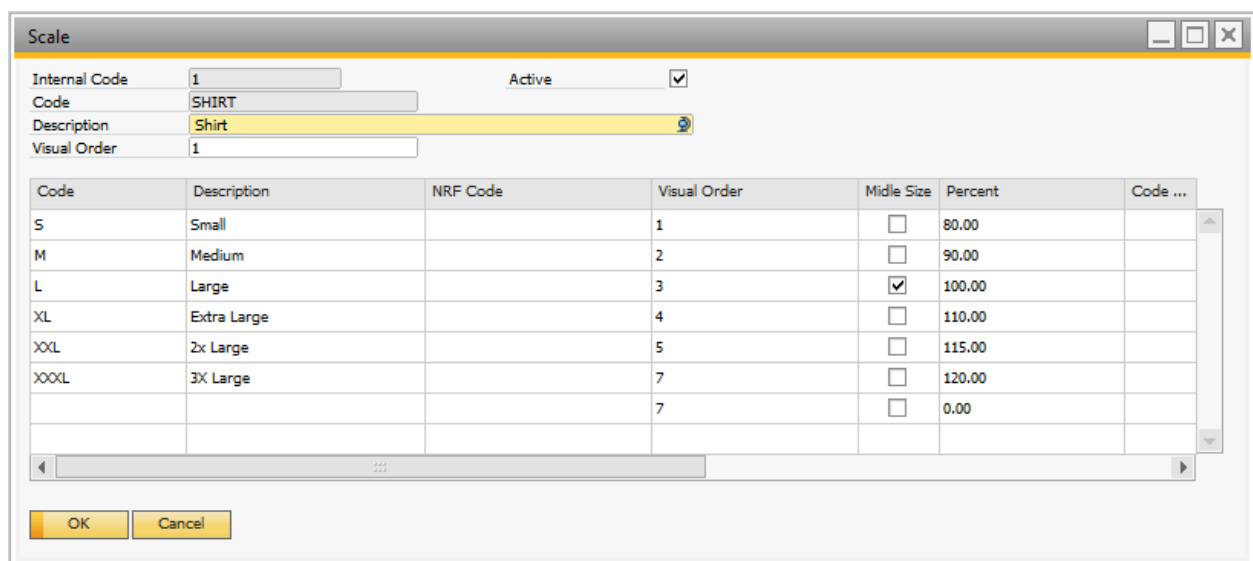 Scale
Internal Code 1 Active
Code SHIRT
Description Shirt
Visual Order 1
Code Description NRF Code Visual Order Midle Size Percent Code ...
S Small 1 80.00
M Medium 2 90.00
L Large 3 100.00
XL Extra Large 4 110.00
XXL 2x Large 5 115.00
XXXL 3X Large 7 120.00
7 0.00
OK Cancel